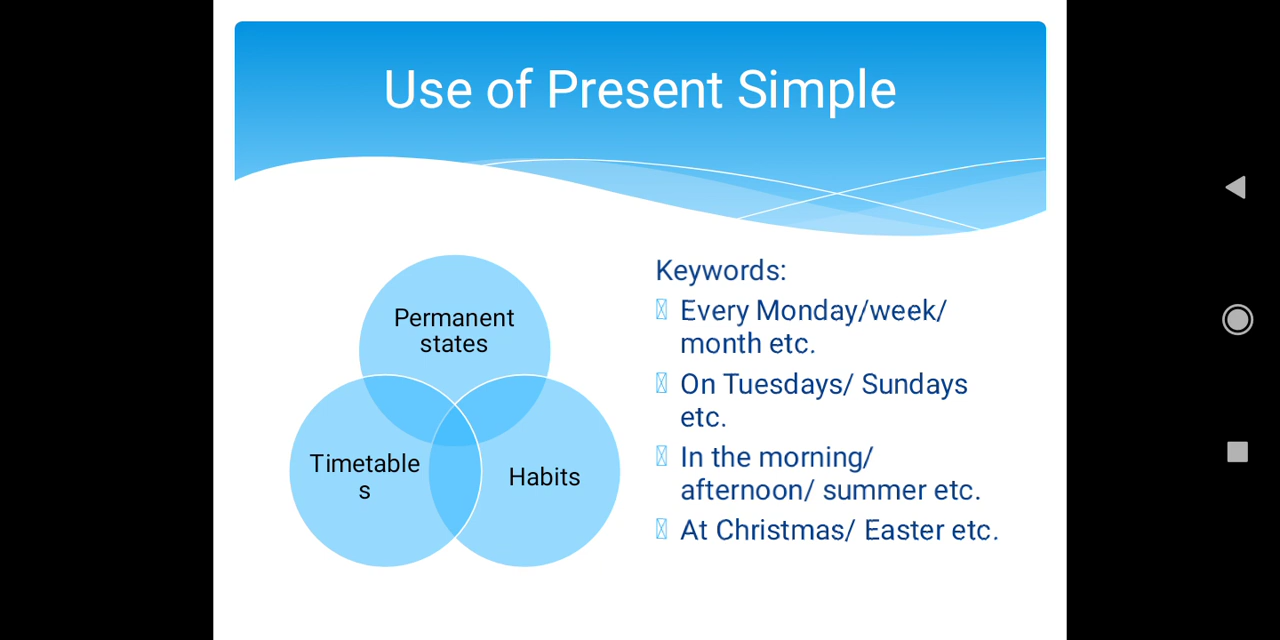 Use of Present Simple
Permanent
states
Timetable
s
Habits
Keywords:
Every Monday/week/
month etc.
On Tuesdays/ Sundays
etc.
In the morning/
afternoon/ summer etc.
At Christmas/ Easter etc.